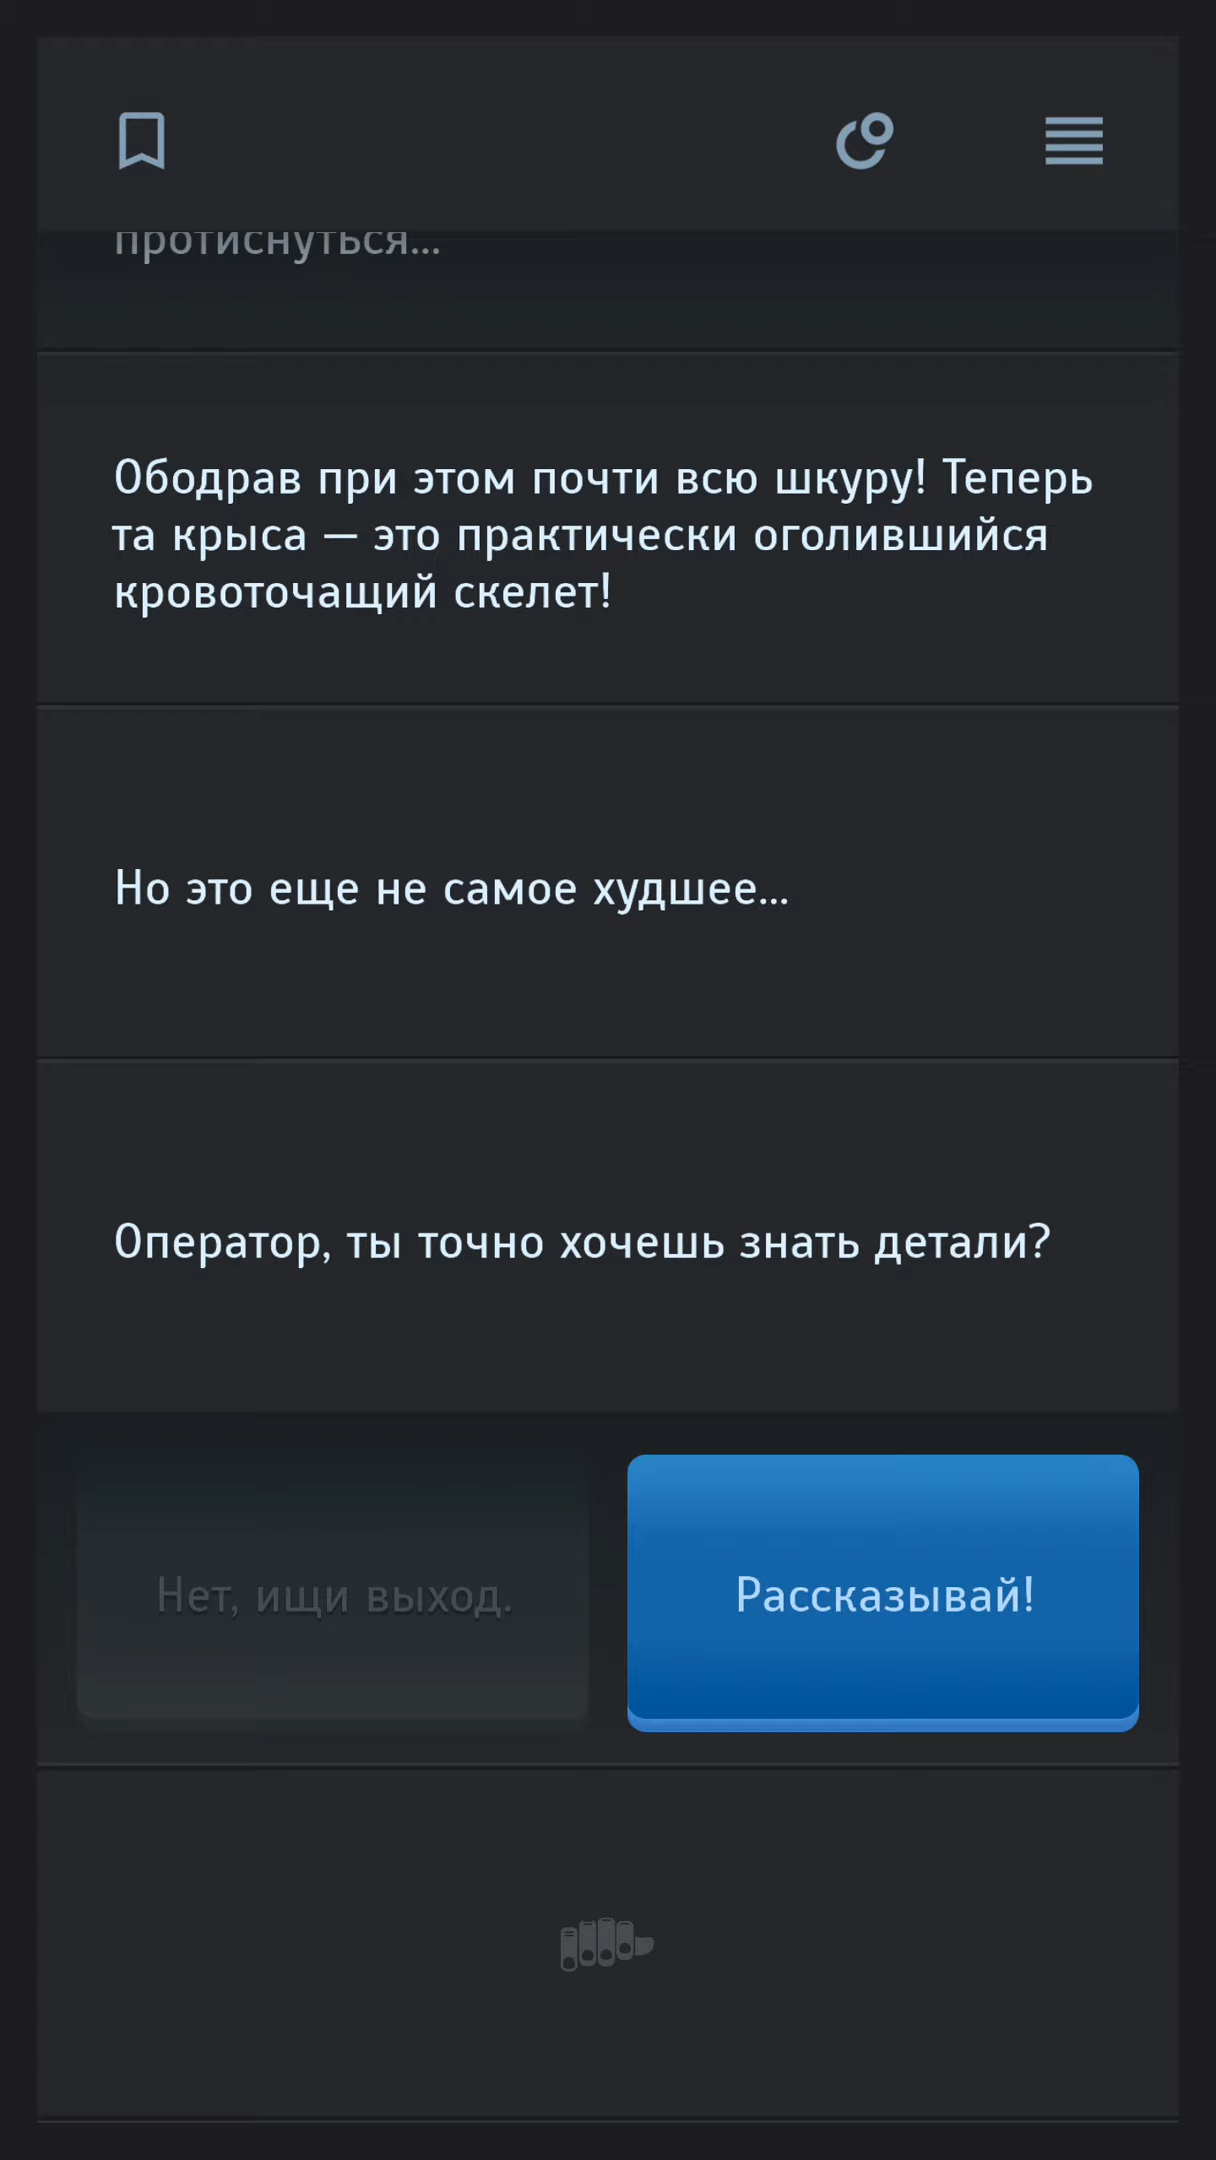 протиснуться...
Ободрав при этом почти всю шкуру! Теперь
та крыса — это практически оголившийся
кровоточащий скелет!
Но это еще не самое худшее...
Оператор, ты точно хочешь знать детали?
Нет, ищи выход.
Рассказывай!